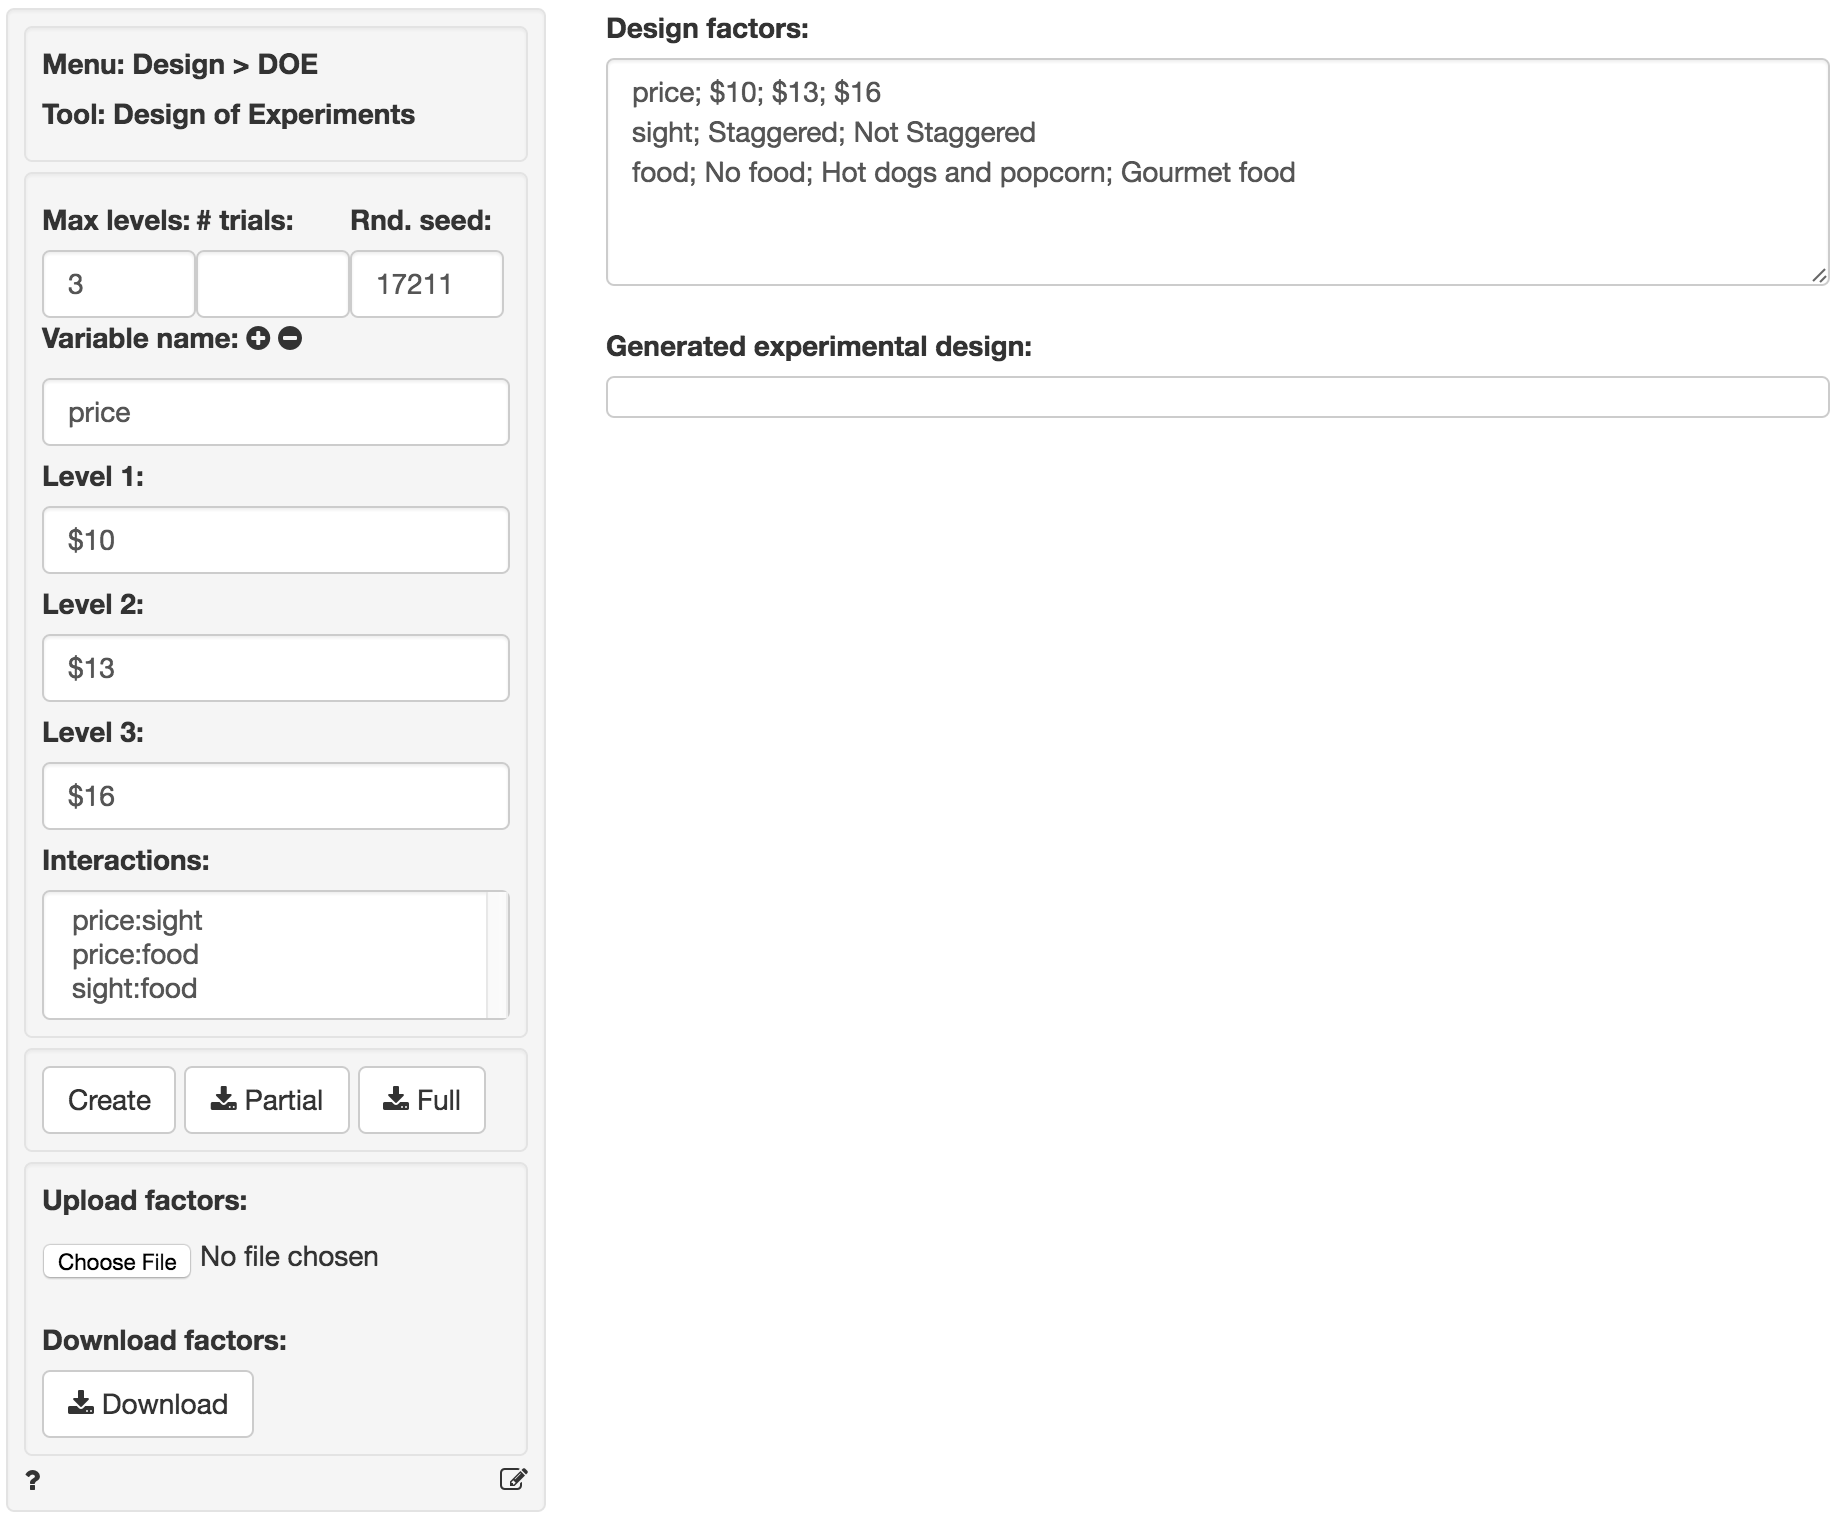 Menu: Design > DOE
Tool: Design of Experiments
Max levels: # trials: Rnd. seed:
3 17211
Variable name:
price
Level 1:
$10
Level 2:
$13
Level 3:
$16
Interactions:
price:sight
price:food
sight:food
Create Partial Full
Upload factors:
Choose File No file chosen
Download factors:
Download
?
Design factors:
price; $10; $13; $16
sight; Staggered; Not Staggered
food; No food; Hot dogs and popcorn; Gourmet food
Generated experimental design: